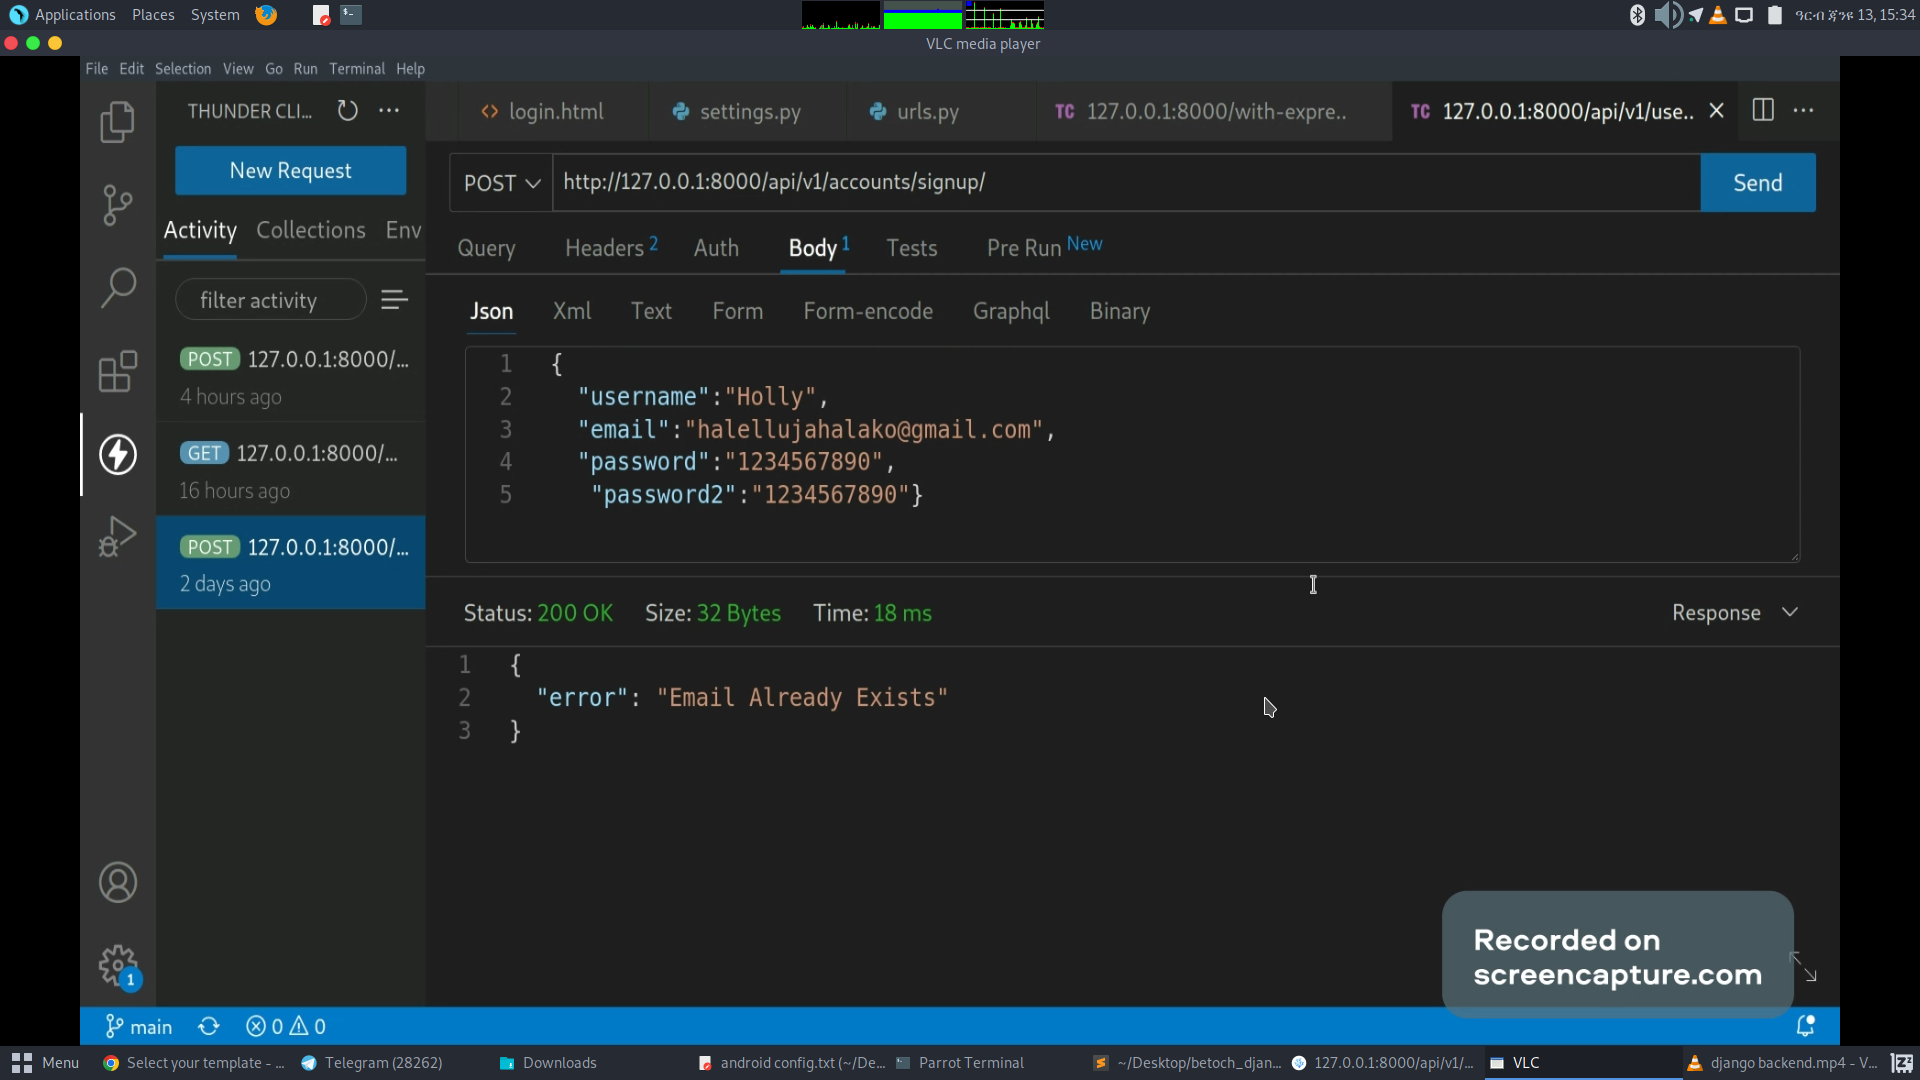 Applications Places System
ዓርብ ጃንዩ 13, 15:34
VLC media player
File Edit Selection View Go Run Terminal Help
THUNDER CLI...
login.html
settings.py
urls.py
TC 127.0.0.1:8000/with-expre..
TC 127.0.0.1:8000/api/v1/use..
New Request
POST
http://127.0.0.1:8000/api/v1/accounts/signup/
Send
Activity Collections Env
Query Headers 2 Auth Body 1 Tests Pre Run New
filter activity
Json Xml Text Form Form-encode Graphql Binary
POST 127.0.0.1:8000/...
4 hours ago
GET 127.0.0.1:8000/...
16 hours ago
POST 127.0.0.1:8000/...
2 days ago
1 {
2 "username":"Holly",
3 "email":"halellujahalako@gmail.com",
4 "password":"1234567890",
5 "password2":"1234567890"}
Status: 200 OK Size: 32 Bytes Time: 18 ms
Response
1 {
2 "error": "Email Already Exists"
3 }
1
Recorded on
screencapture.com
main
0 0
Menu
Select your template - ...
Telegram (28262)
Downloads
android config.txt (~/De...
Parrot Terminal
~/Desktop/betoch_djan...
127.0.0.1:8000/api/v1/...
VLC
django backend.mp4 - V...